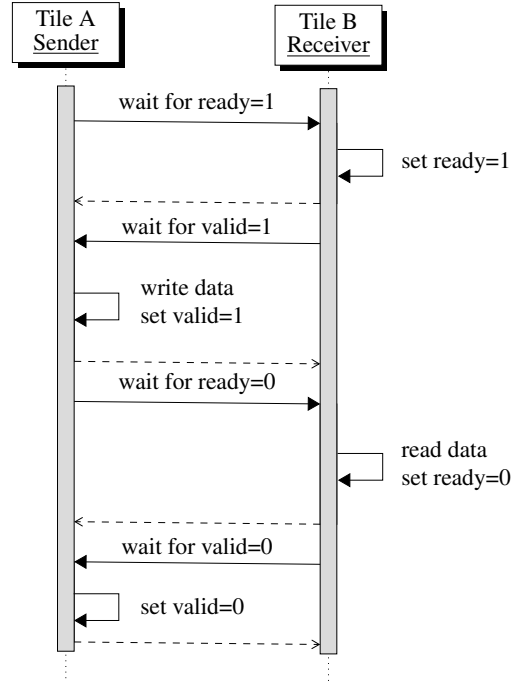 Tile A
Sender
Tile B
Receiver
wait for ready=1
set ready=1
wait for valid=1
write data
set valid=1
wait for ready=0
read data
set ready=0
wait for valid=0
set valid=0